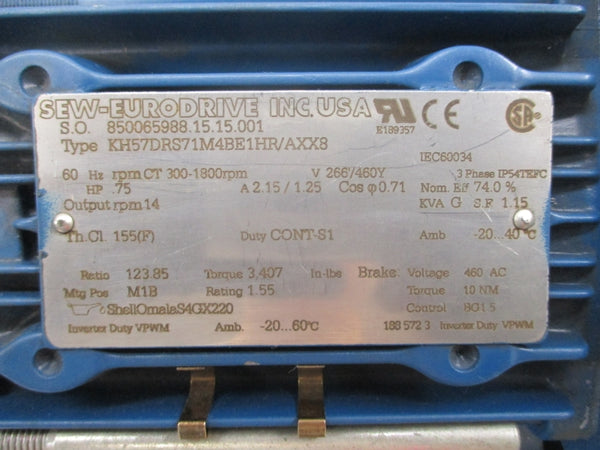 SEW-EURODRIVE INC. USA
S.O. 850065988.15.15.001
E189357
Type KH57DRS71M4BE1HR/AXX8
IEC60034
60 Hz rpm CT 300-1800rpm V 266/460Y 3 Phase IP54TEFC
HP .75 A 2.15 / 1.25 Cos φ 0.71 Nom. Eff 74.0 %
Output rpm 14 KVA G S.F 1.15
Th.Cl. 155(F) Duty CONT-S1 Amb -20...40°C
Ratio 123.85 Torque 3,407 In-lbs Brake: Voltage 460 AC
Mtg Pos M1B Rating 1.55 Torque 10 NM
ShellOmalaS4GX220 Control BG1.5
Inverter Duty VPWM Amb. -20...60°C 188 572 3 Inverter Duty VPWM